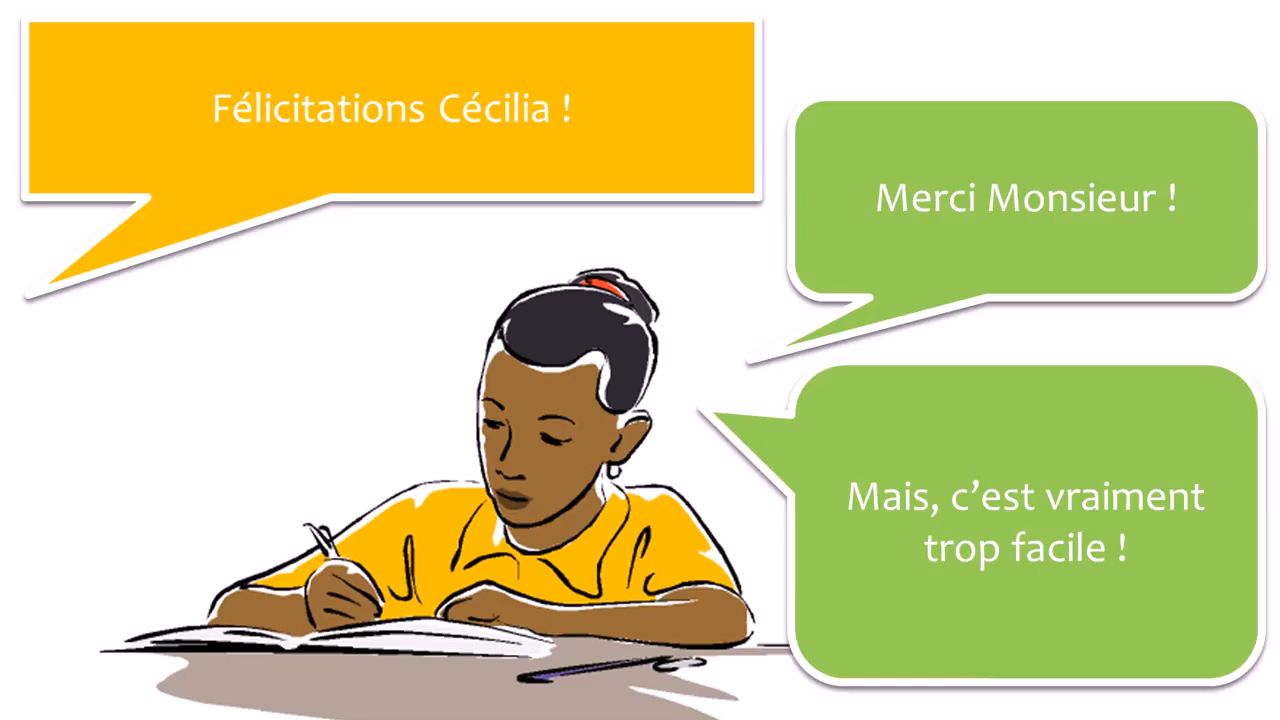 Félicitations Cécilia !
Merci Monsieur !
Mais, c’est vraiment
trop facile !